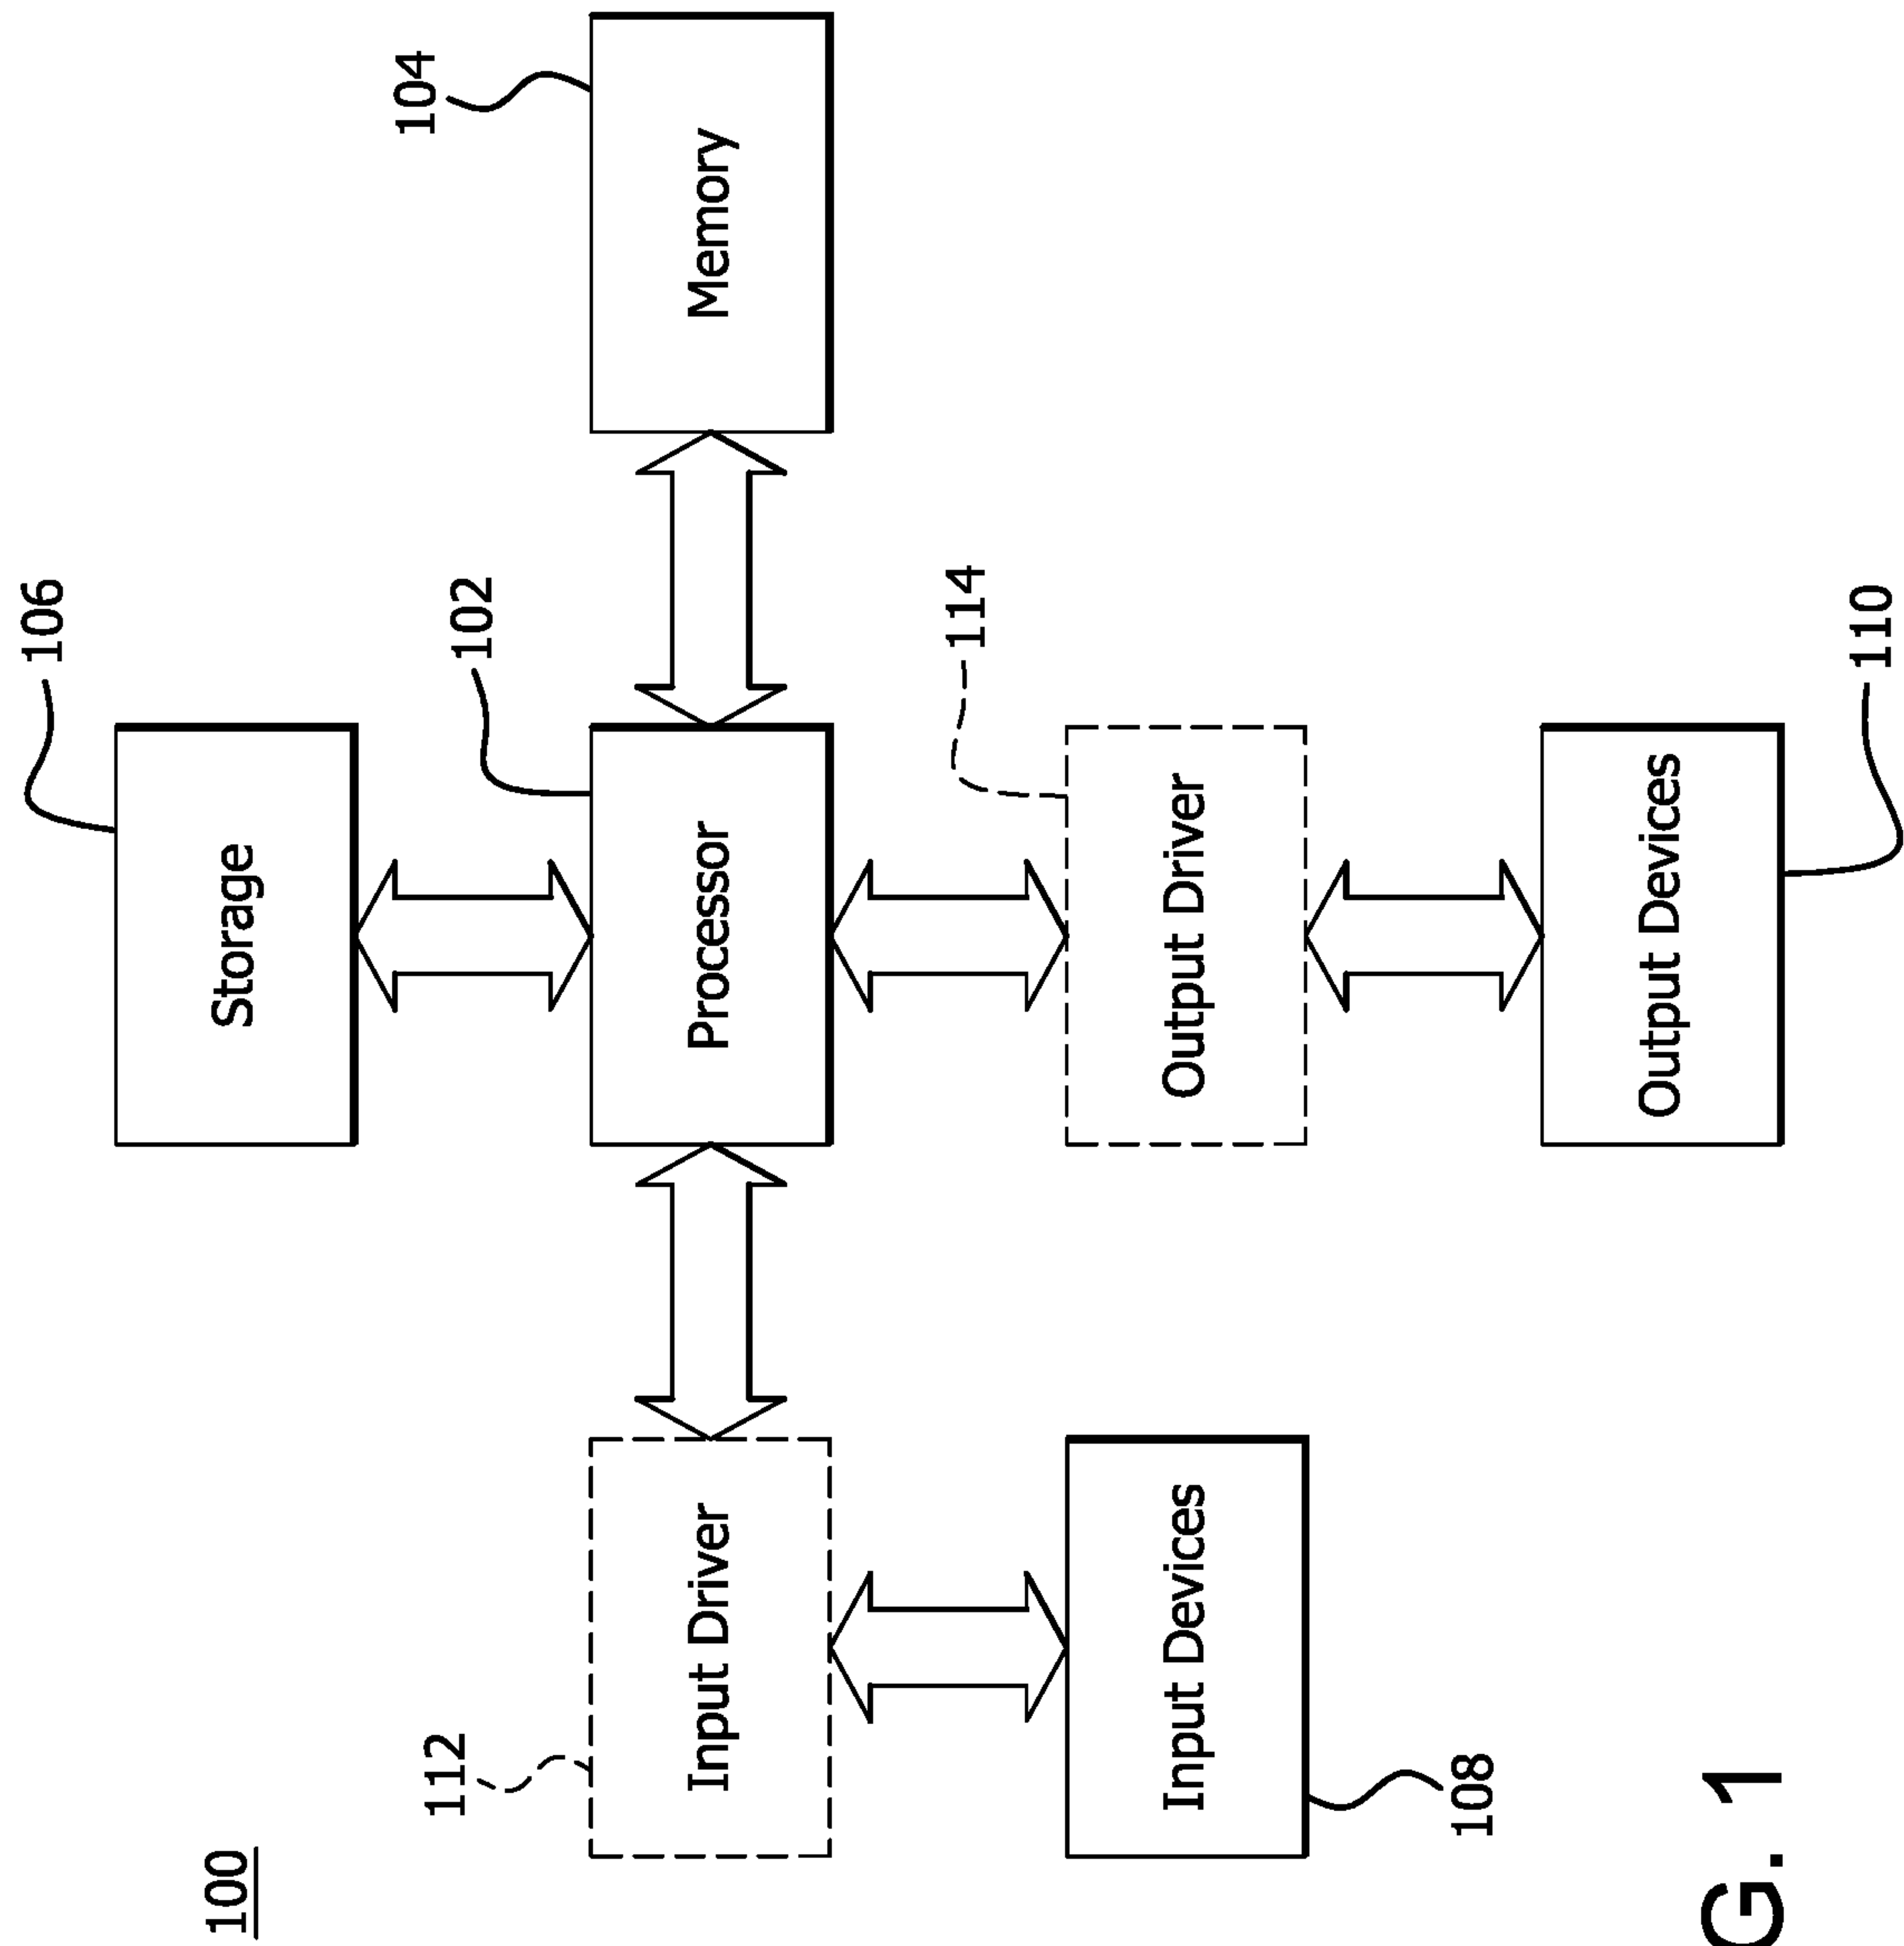 106
100
Storage
104
112
102
Input Driver
Processor
Memory
114
Input Devices
Output Driver
108
Output Devices
G. 1
110